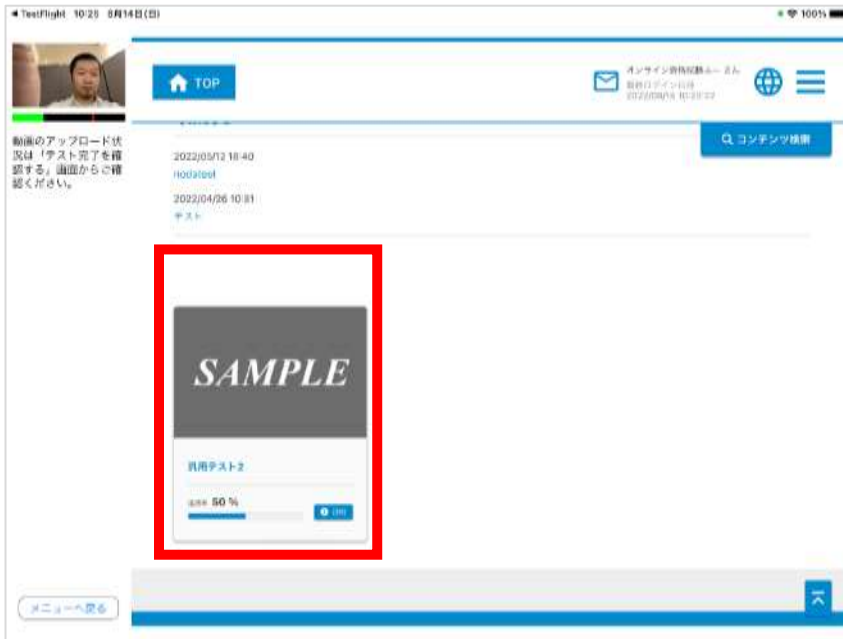 ◀ TestFlight 10:28 8月14日(日)
100%
TOP
動画のアップロード状
況は「テスト完了を確
認する」画面からご確
認ください。
コンテンツ検索
2022/05/12 18:40
2022/04/26 10:31
テスト
SAMPLE
汎用テスト2
50 %
メニューへ戻る